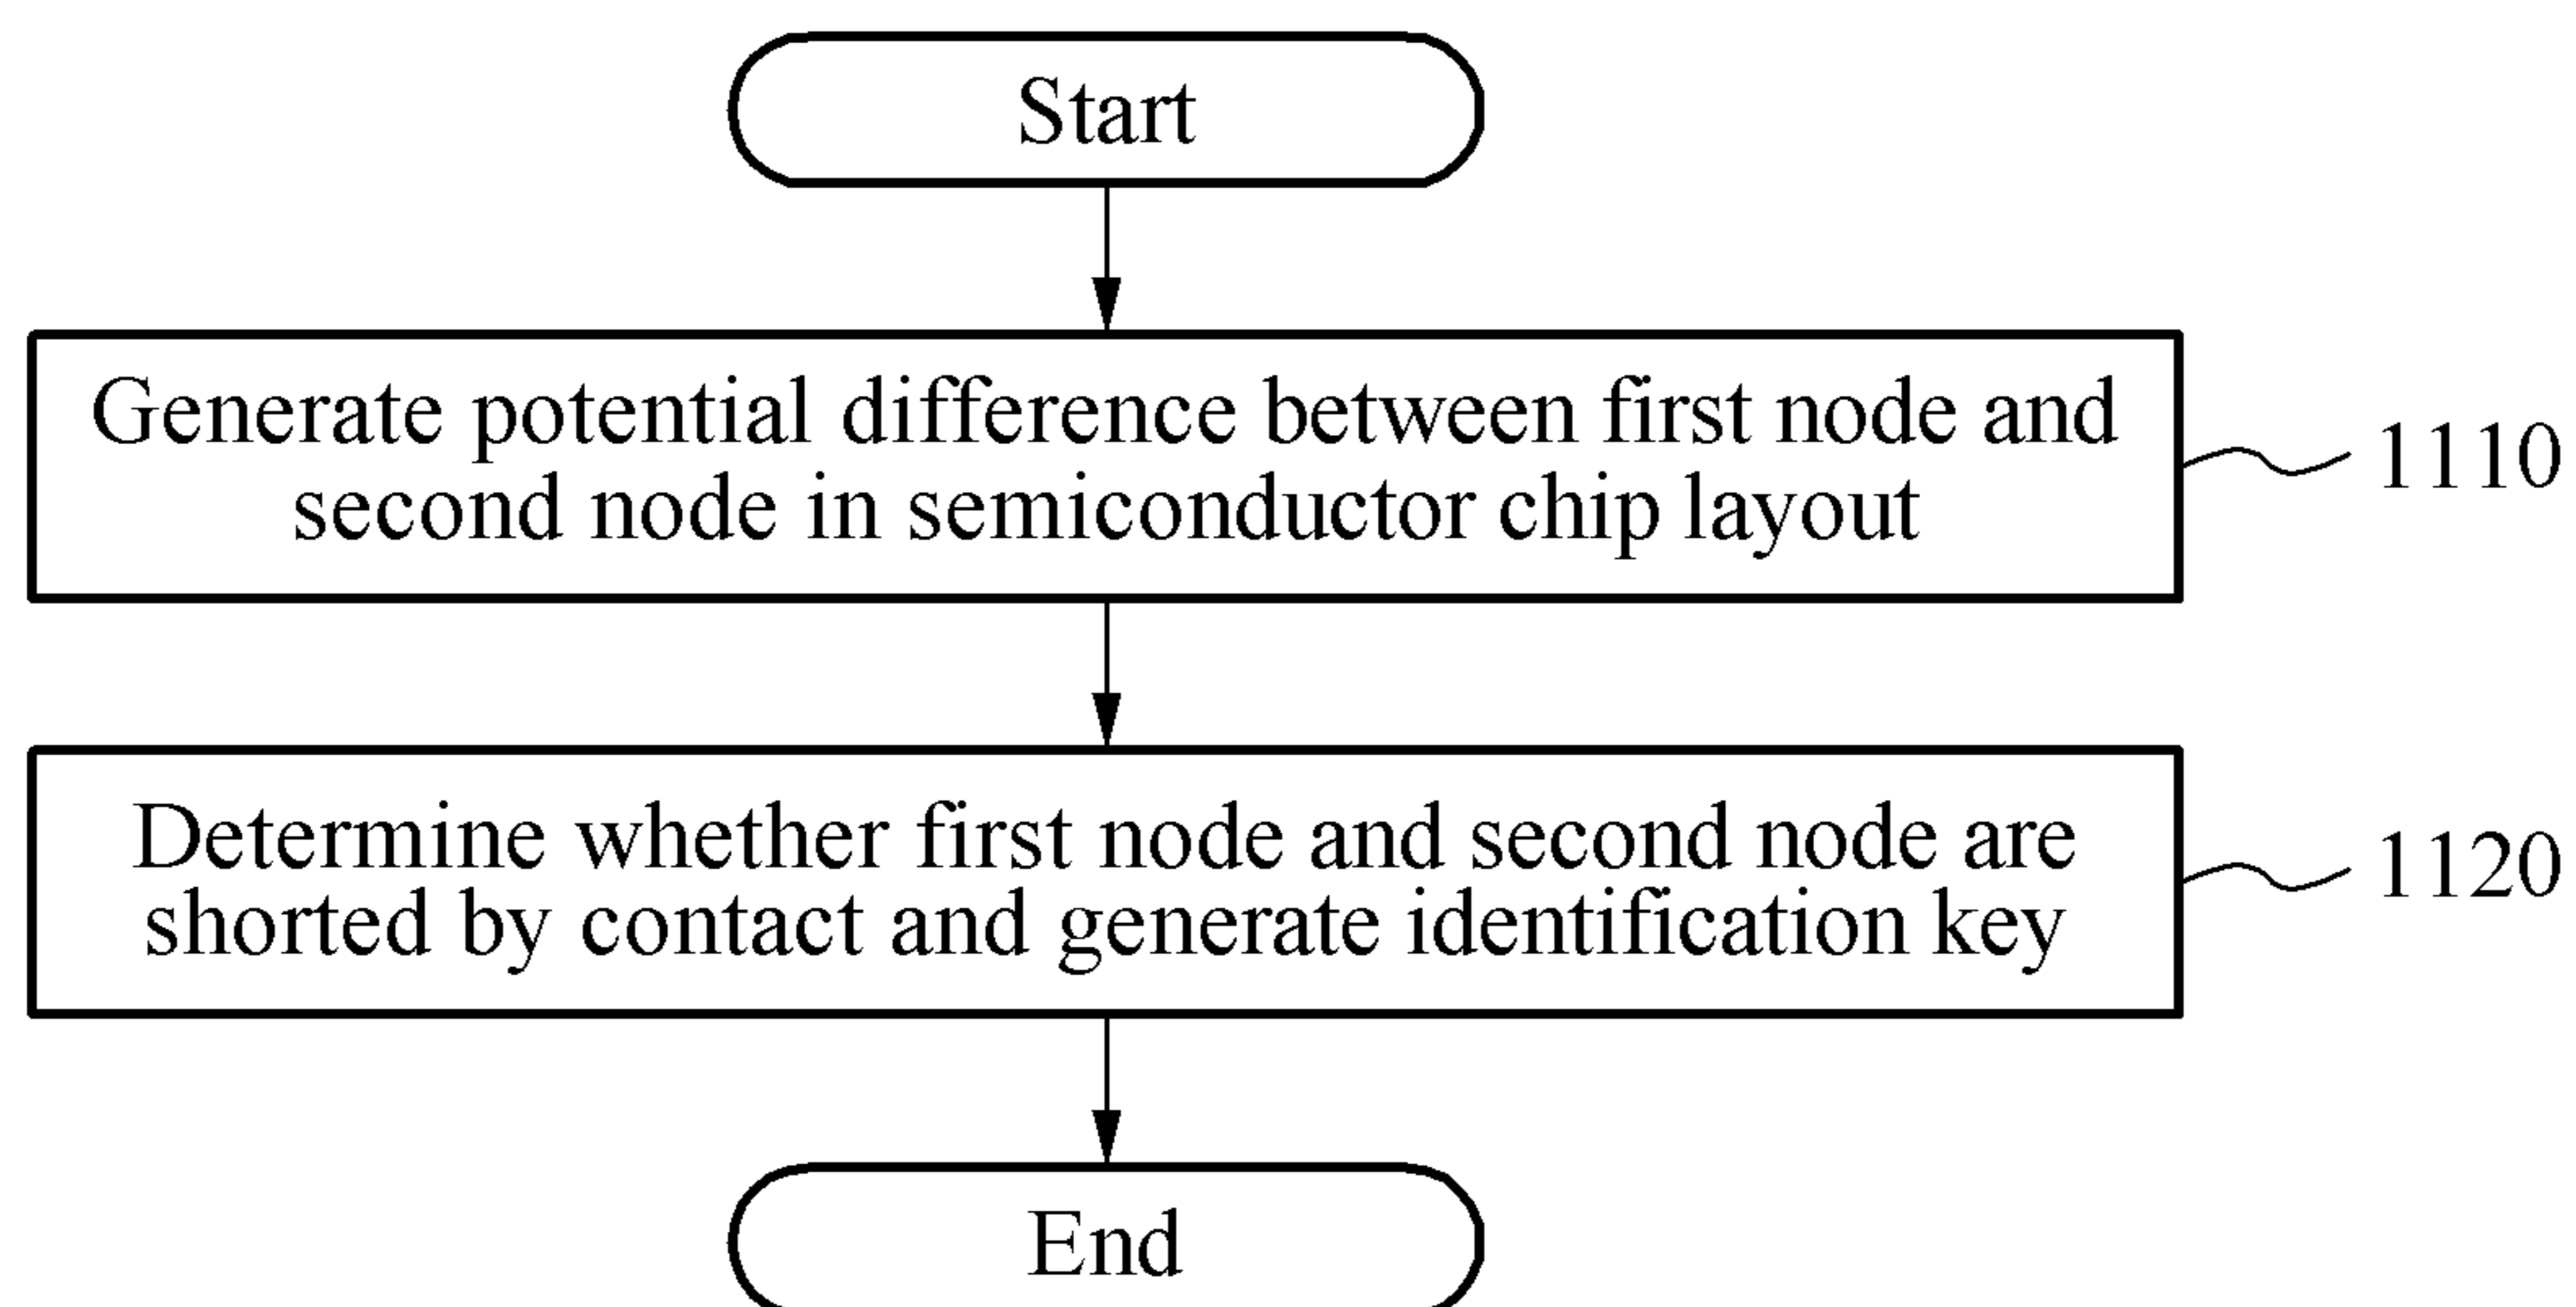 Start
Generate potential difference between first node and
second node in semiconductor chip layout
1110
Determine whether first node and second node are
shorted by contact and generate identification key
1120
End